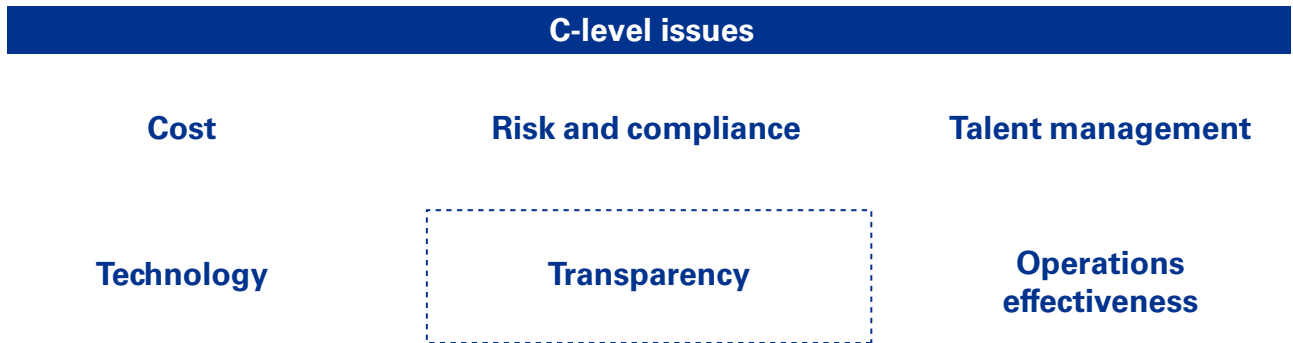 C-level issues
Cost
Risk and compliance
Talent management
Technology
Transparency
Operations
effectiveness